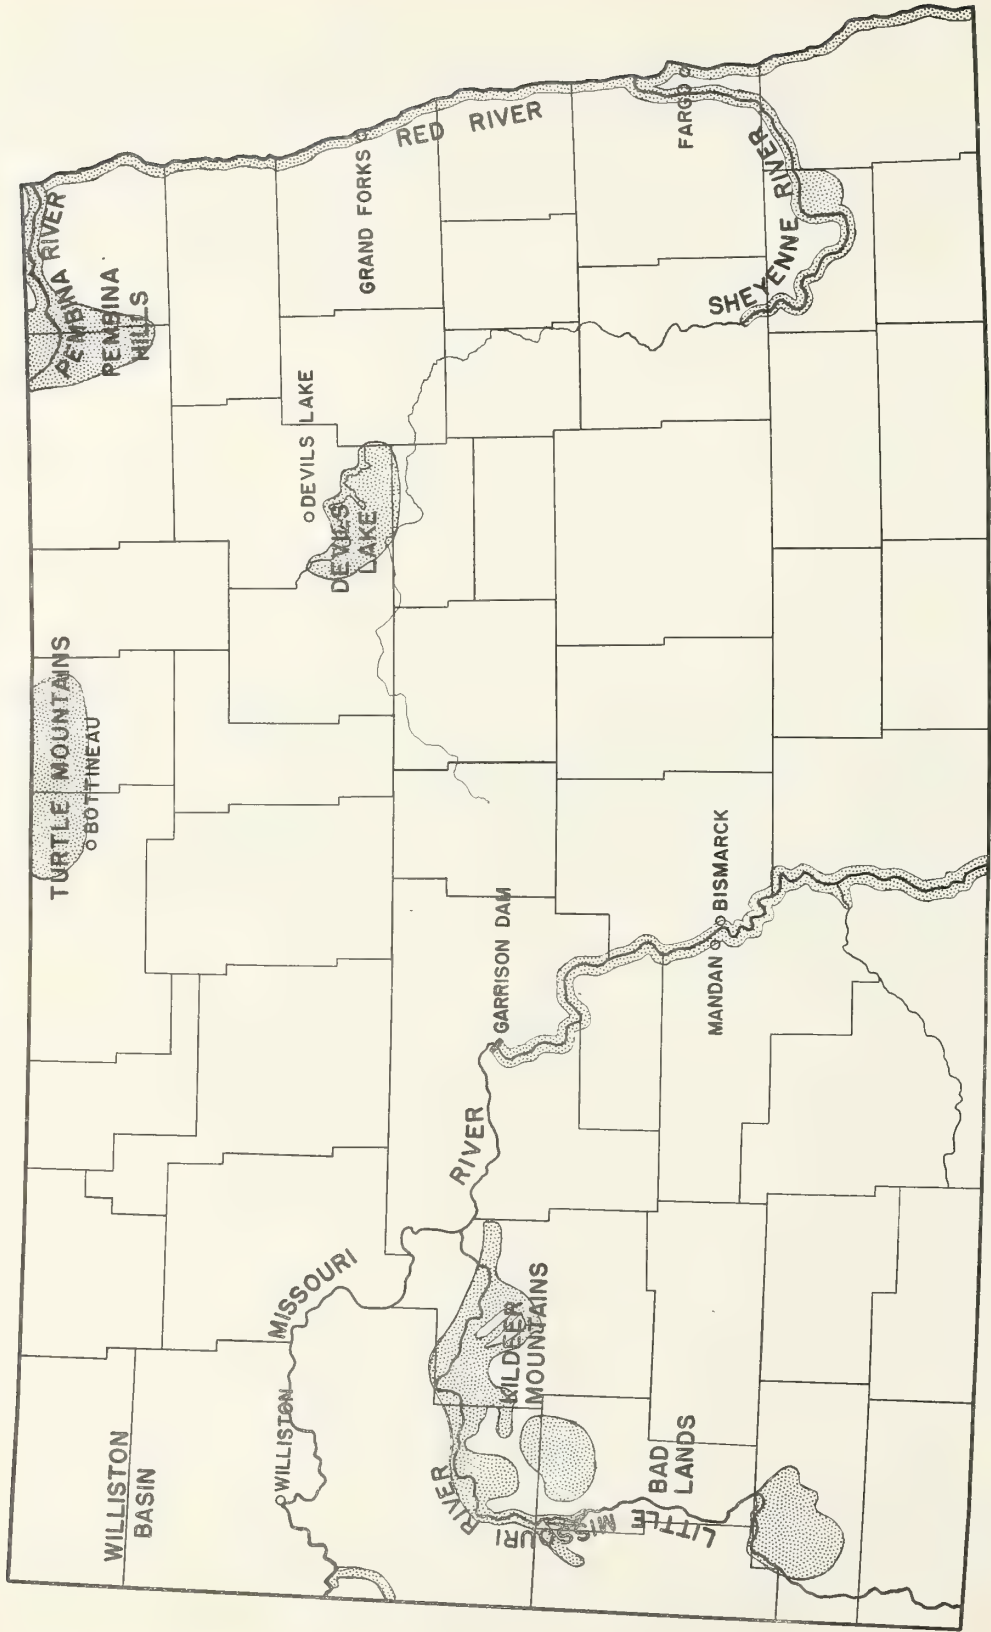 WILLISTON
BASIN
WILLISTON
MISSOURI
RIVER
GARRISON DAM
TURTLE MOUNTAINS
BOTTINEAU
DEVILS LAKE
DEVILS
LAKE
PEMBINA RIVER
PEMBINA
HILLS
GRAND FORKS
RED RIVER
FARGO
SHEYENNE RIVER
BISMARCK
MANDAN
KILDEER
MOUNTAINS
BAD
LANDS
LITTLE
MISSOURI
RIVER